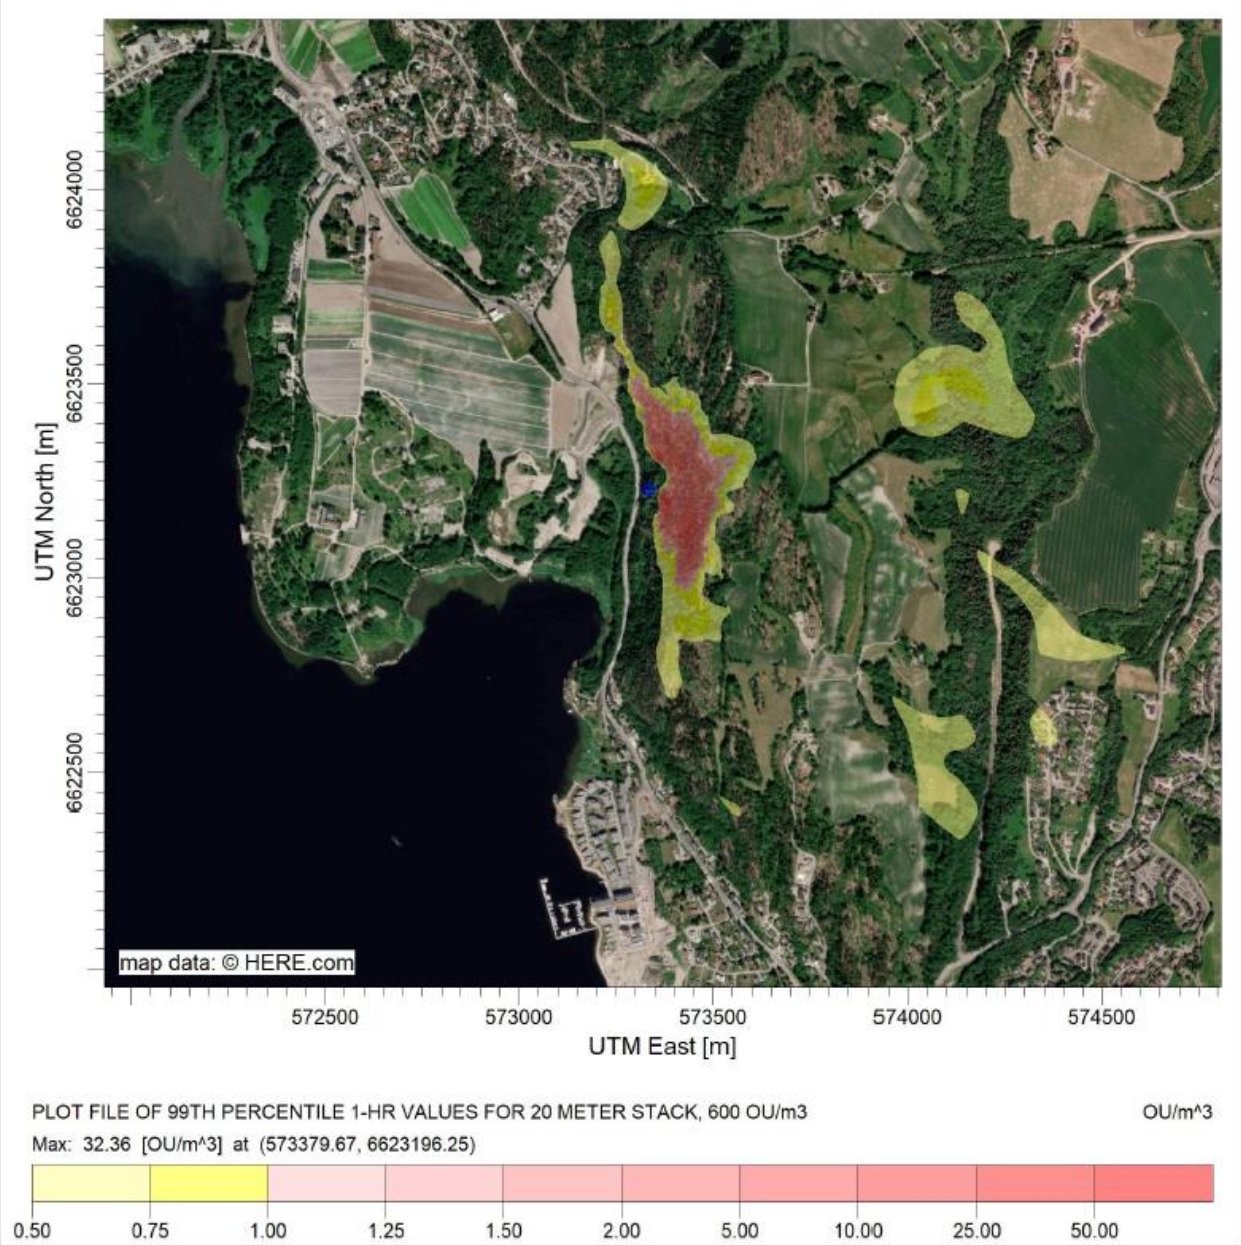 6624000
6623500
6623000
6622500
UTM North [m]
map data: © HERE.com
572500 573000 573500 574000 574500
UTM East [m]
PLOT FILE OF 99TH PERCENTILE 1-HR VALUES FOR 20 METER STACK, 600 OU/m3 OU/m^3
Max: 32.36 [OU/m^3] at (573379.67, 6623196.25)
0.50 0.75 1.00 1.25 1.50 2.00 5.00 10.00 25.00 50.00